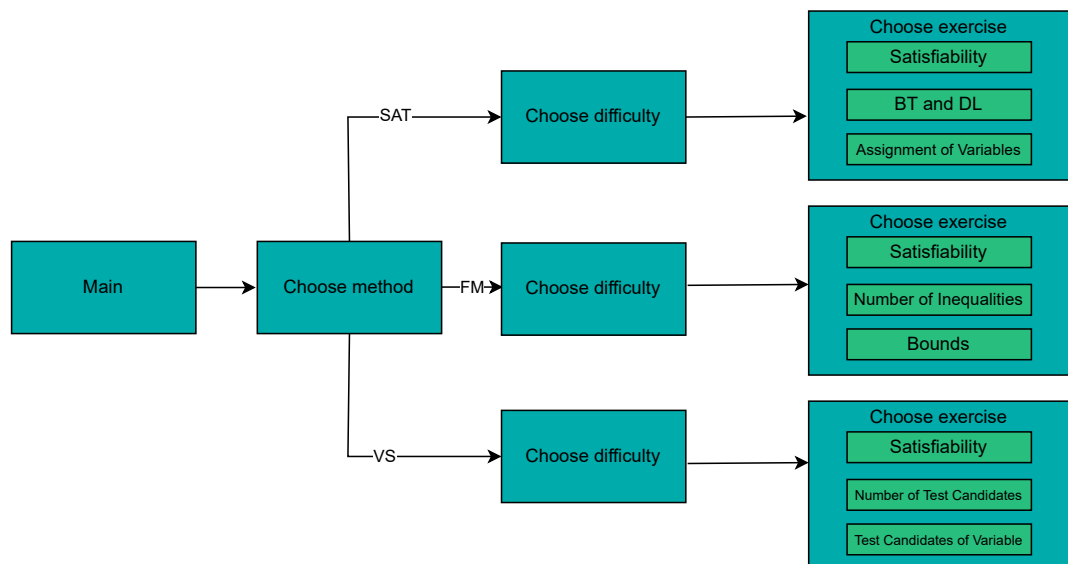 Main
Choose method
SAT
Choose difficulty
Choose exercise
Satisfiability
BT and DL
Assignment of Variables
FM
Choose difficulty
Choose exercise
Satisfiability
Number of Inequalities
Bounds
VS
Choose difficulty
Choose exercise
Satisfiability
Number of Test Candidates
Test Candidates of Variable